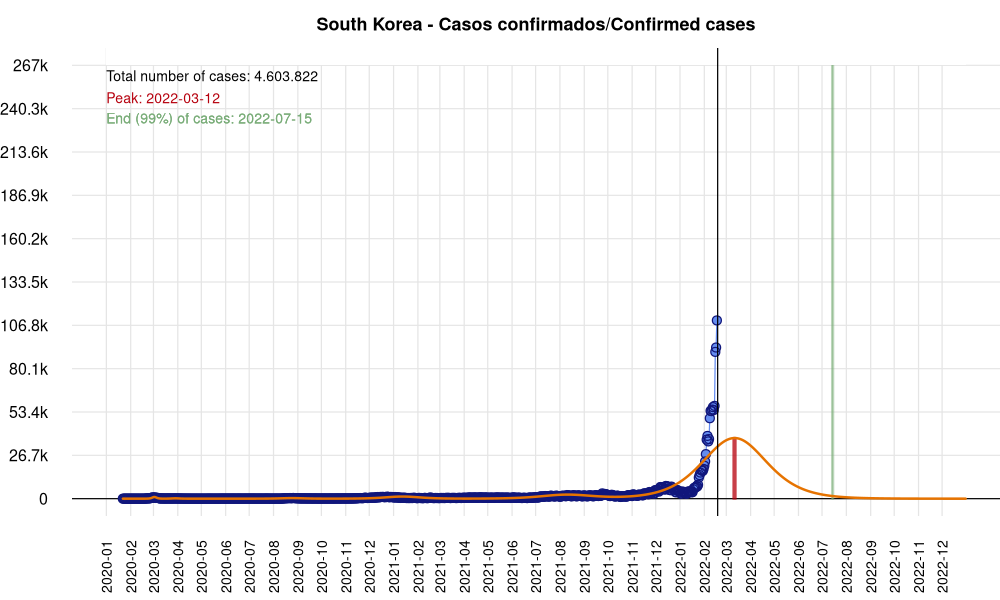 South Korea - Casos confirmados/Confirmed cases
267k
Total number of cases: 4.603.822
Peak: 2022-03-12
End (99%) of cases: 2022-07-15
240.3k
213.6k
186.9k
160.2k
133.5k
106.8k
80.1k
53.4k
26.7k
0
2020-01
2020-02
2020-03
2020-04
2020-05
2020-06
2020-07
2020-08
2020-09
2020-10
2020-11
2020-12
2021-01
2021-02
2021-03
2021-04
2021-05
2021-06
2021-07
2021-08
2021-09
2021-10
2021-11
2021-12
2022-01
2022-02
2022-03
2022-04
2022-05
2022-06
2022-07
2022-08
2022-09
2022-10
2022-11
2022-12